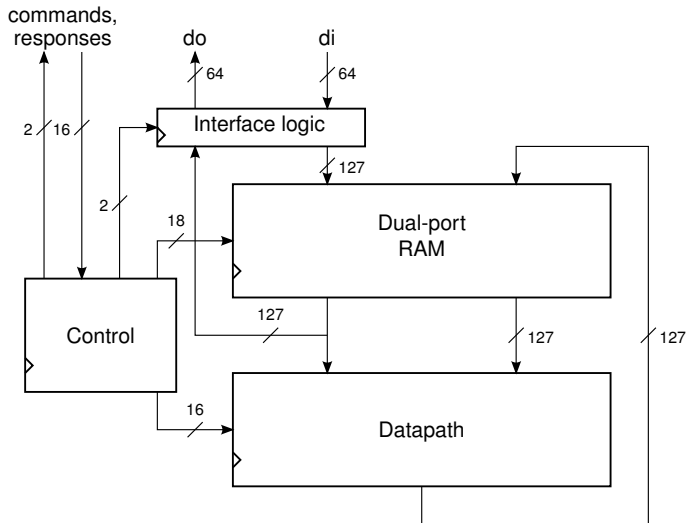 commands,
responses
do
di
64
64
2
16
Interface logic
127
2
18
Dual-port
RAM
127
127
127
Control
16
Datapath